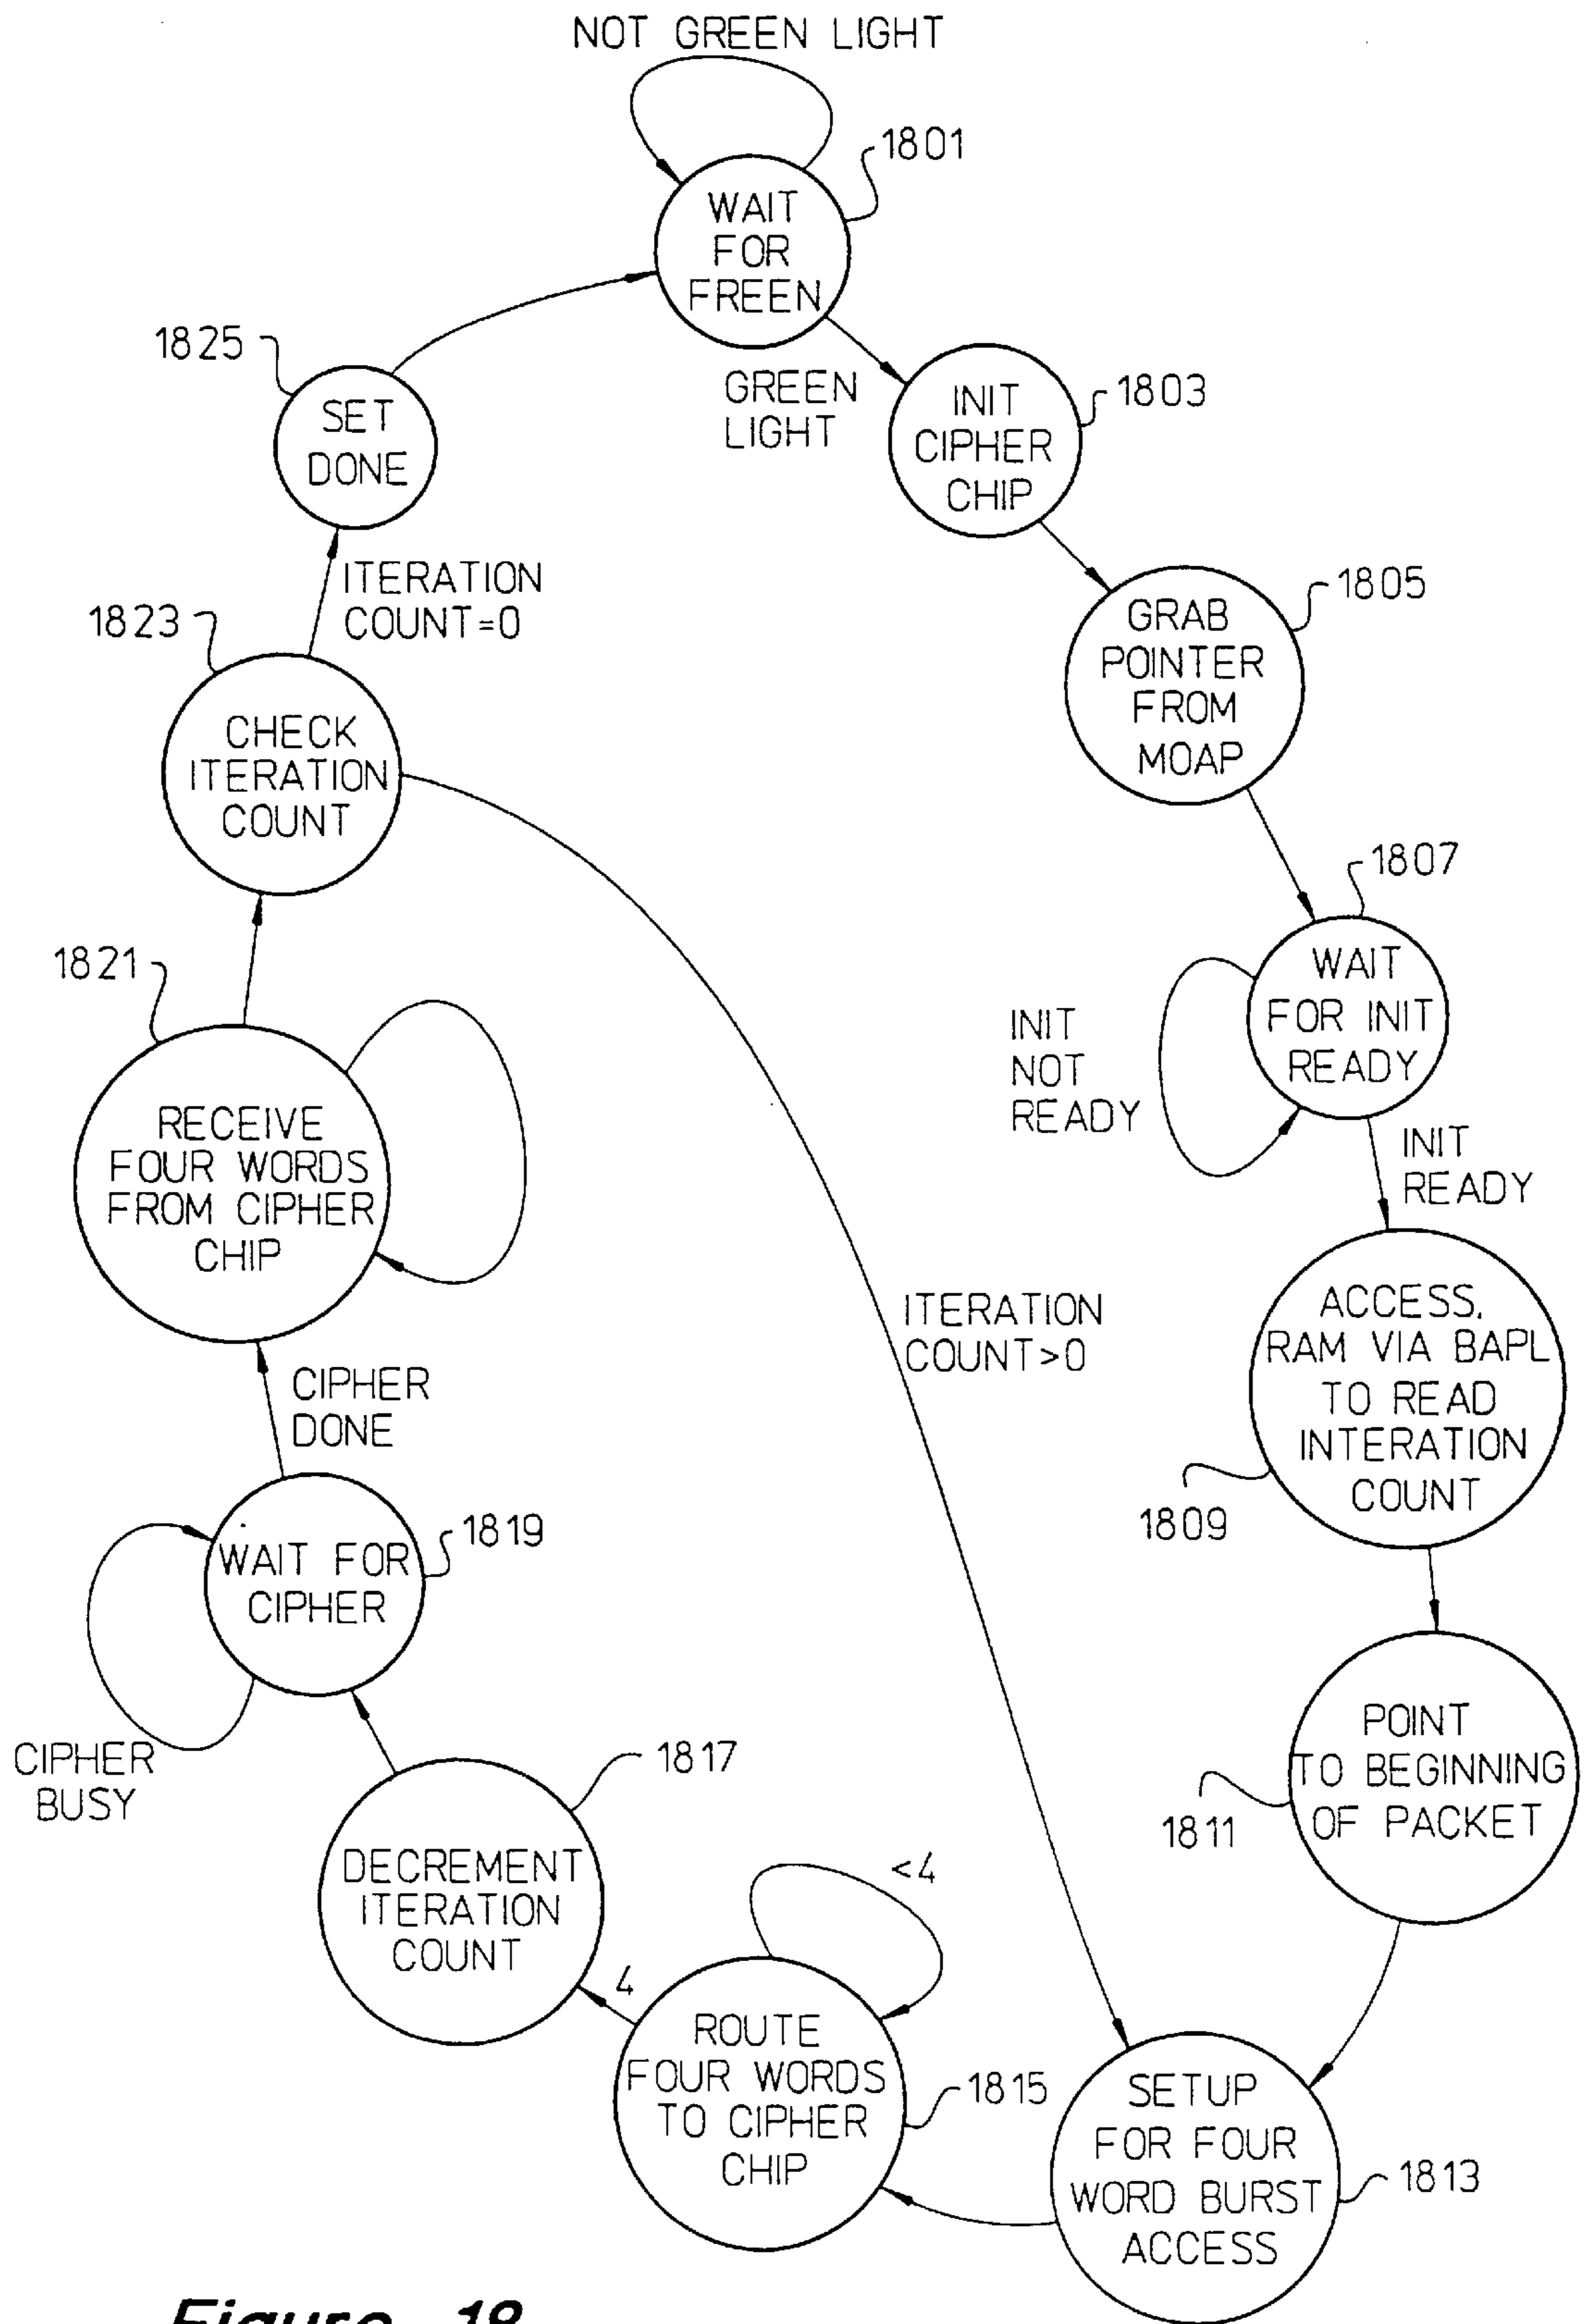 NOT GREEN LIGHT
1801
WAIT
FOR
FREEN
GREEN
LIGHT
INIT
CIPHER
CHIP
1803
GRAB
POINTER
FROM
MOAP
1805
WAIT
FOR INIT
READY
1807
INIT
NOT
READY
INIT
READY
ACCESS.
RAM VIA BAPL
TO READ
INTERATION
COUNT
1809
POINT
TO BEGINNING
OF PACKET
1811
SETUP
FOR FOUR
WORD BURST
ACCESS
1813
<4
ROUTE
FOUR WORDS
TO CIPHER
CHIP
1815
4
DECREMENT
ITERATION
COUNT
1817
WAIT FOR
CIPHER
1819
CIPHER
BUSY
CIPHER
DONE
RECEIVE
FOUR WORDS
FROM CIPHER
CHIP
1821
CHECK
ITERATION
COUNT
1823
ITERATION
COUNT>0
ITERATION
COUNT=0
SET
DONE
1825
Figure 18